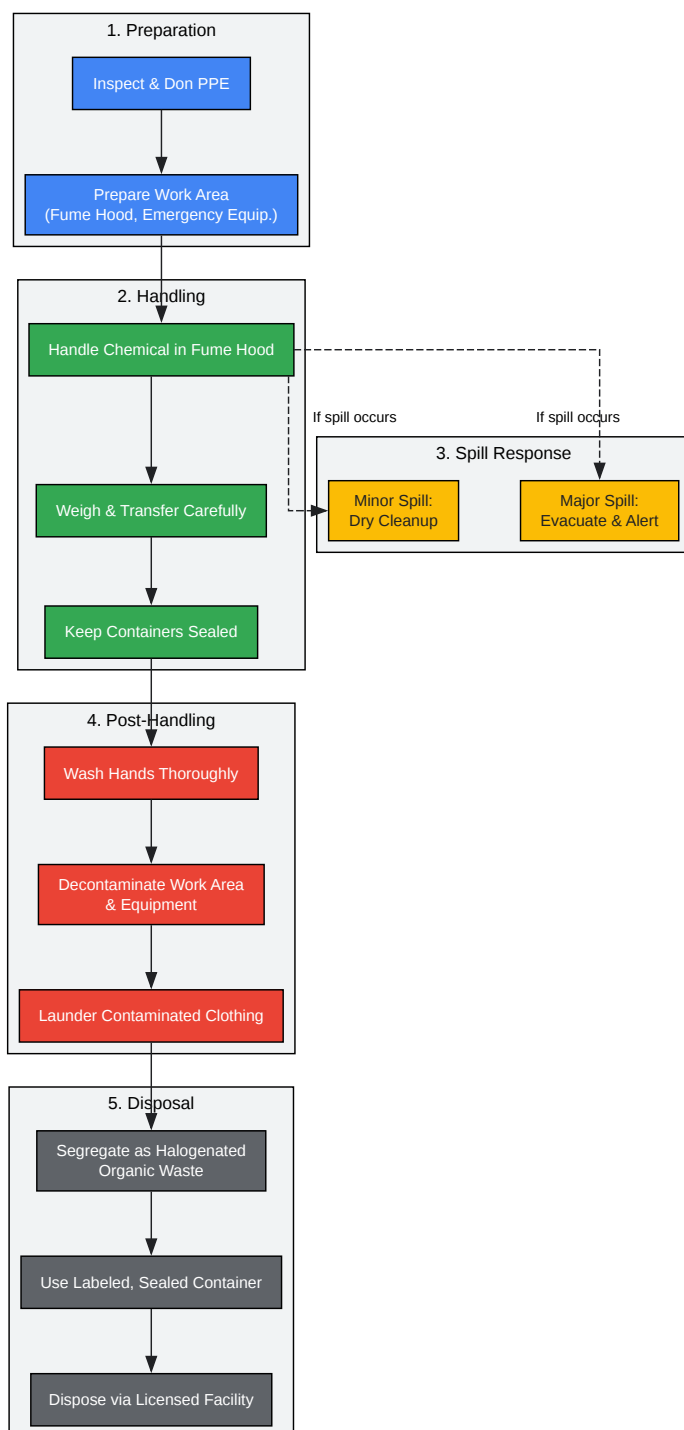 1. Preparation
Inspect & Don PPE
Prepare Work Area
(Fume Hood, Emergency Equip.)
2. Handling
Handle Chemical in Fume Hood
If spill occurs
If spill occurs
3. Spill Response
Minor Spill:
Dry Cleanup
Major Spill:
Evacuate & Alert
Weigh & Transfer Carefully
Keep Containers Sealed
4. Post-Handling
Wash Hands Thoroughly
Decontaminate Work Area
& Equipment
Launder Contaminated Clothing
5. Disposal
Segregate as Halogenated
Organic Waste
Use Labeled, Sealed Container
Dispose via Licensed Facility